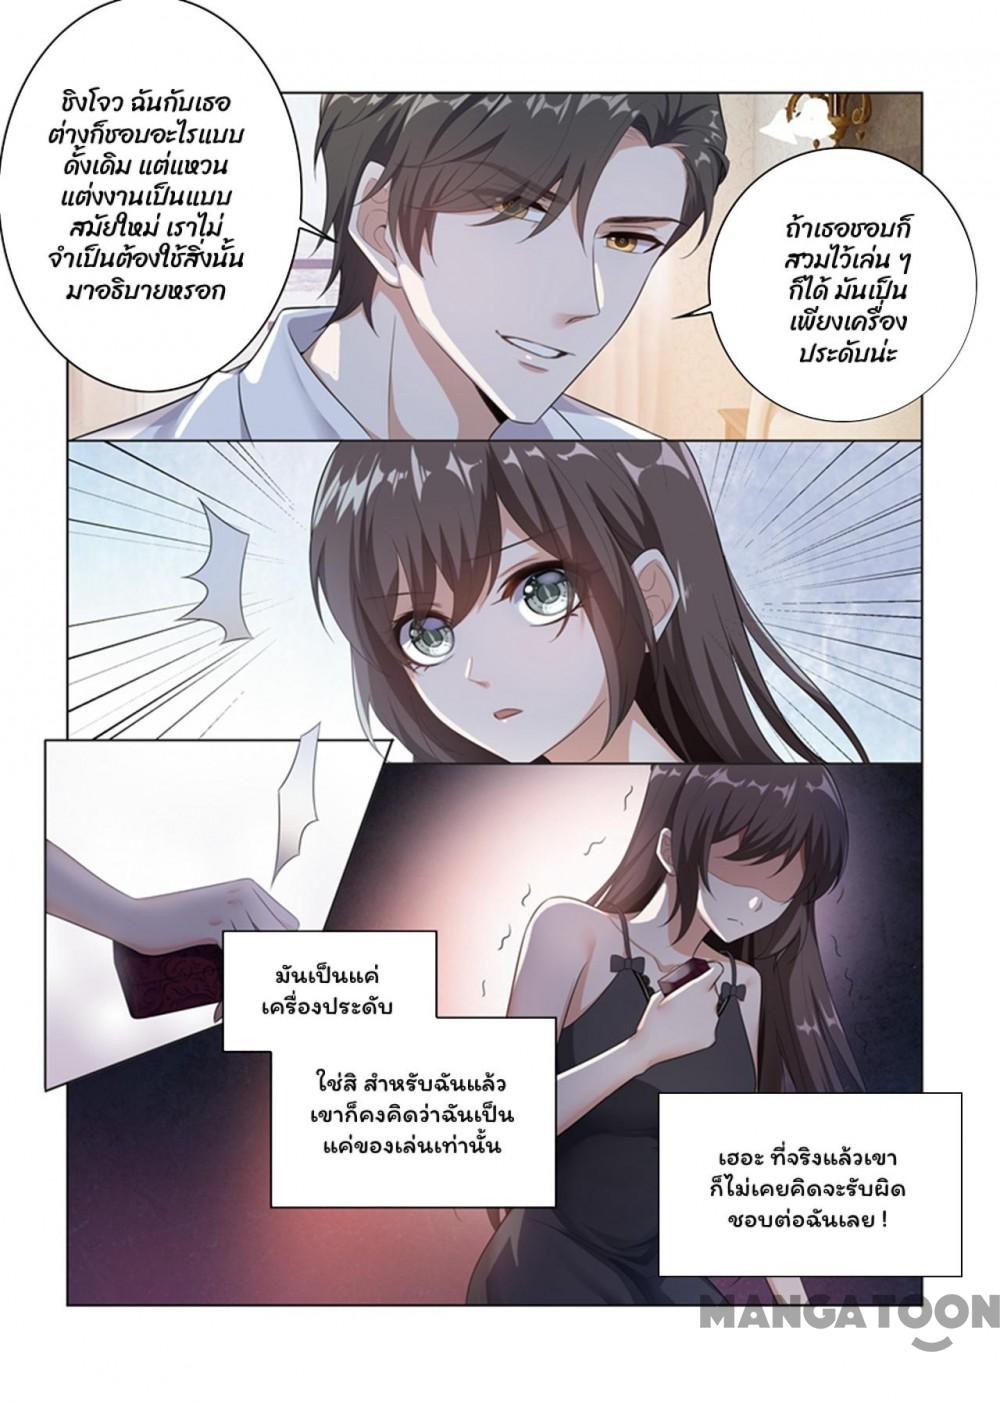 ชิงโจว ฉันกับเธอ
ต่างก็ชอบอะไรแบบ
ดั้งเดิม แต่แหวน
แต่งงานเป็นแบบ
สมัยใหม่ เราไม่
จำเป็นต้องใช้สิ่งนั้น
มาอธิบายหรอก
ถ้าเธอชอบก็
สวมไว้เล่น ๆ
ก็ได้ มันเป็น
เพียงเครื่อง
ประดับน่ะ
มันเป็นแค่
เครื่องประดับ
ใช่สิ สำหรับฉันแล้ว
เขาก็คงคิดว่าฉันเป็น
แค่ของเล่นเท่านั้น
เฮอะ ที่จริงแล้วเขา
ก็ไม่เคยคิดจะรับผิด
ชอบต่อฉันเลย !
MANGATOON